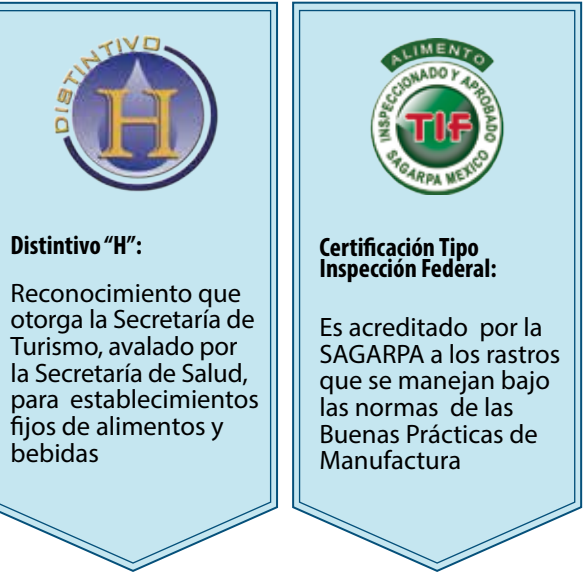 DISTINTIVO
H
Distintivo “H”:
Reconocimiento que
otorga la Secretaría de
Turismo, avalado por
la Secretaría de Salud,
para establecimientos
fijos de alimentos y
bebidas
ALIMENTO
INSPECCIONADO Y APROBADO
TIF
SAGARPA MEXICO
Certificación Tipo
Inspección Federal:
Es acreditado por la
SAGARPA a los rastros
que se manejan bajo
las normas de las
Buenas Prácticas de
Manufactura